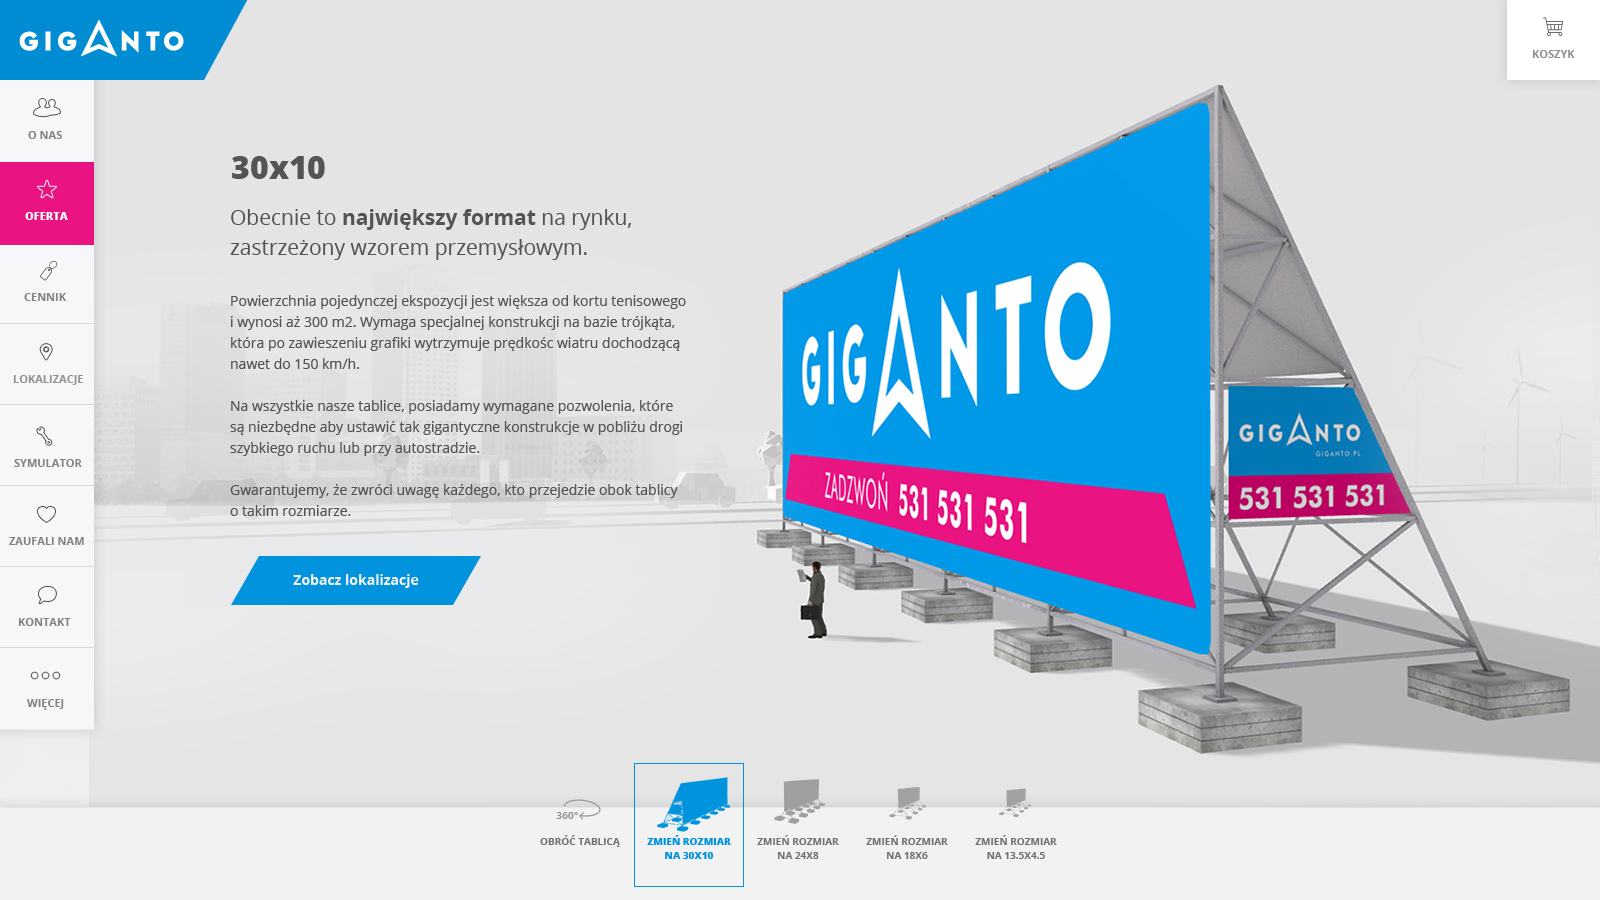 GIGANTO
KOSZYK
O NAS
OFERTA
CENNIK
LOKALIZACJE
SYMULATOR
ZAUFALI NAM
KONTAKT
WIĘCEJ
30x10
Obecnie to największy format na rynku,
zastrzeżony wzorem przemysłowym.
Powierzchnia pojedynczej ekspozycji jest większa od kortu tenisowego
i wynosi aż 300 m2. Wymaga specjalnej konstrukcji na bazie trójkąta,
która po zawieszeniu grafiki wytrzymuje prędkośc wiatru dochodzącą
nawet do 150 km/h.
Na wszystkie nasze tablice, posiadamy wymagane pozwolenia, które
są niezbędne aby ustawić tak gigantyczne konstrukcje w pobliżu drogi
szybkiego ruchu lub przy autostradzie.
Gwarantujemy, że zwróci uwagę każdego, kto przejedzie obok tablicy
o takim rozmiarze.
Zobacz lokalizacje
GIGANTO
ZADZWOŃ 531 531 531
GIGANTO
GIGANTO.PL
531 531 531
360°
OBRÓĆ TABLICĄ
ZMIEŃ ROZMIAR
NA 30X10
ZMIEŃ ROZMIAR
NA 24X8
ZMIEŃ ROZMIAR
NA 18X6
ZMIEŃ ROZMIAR
NA 13.5X4.5